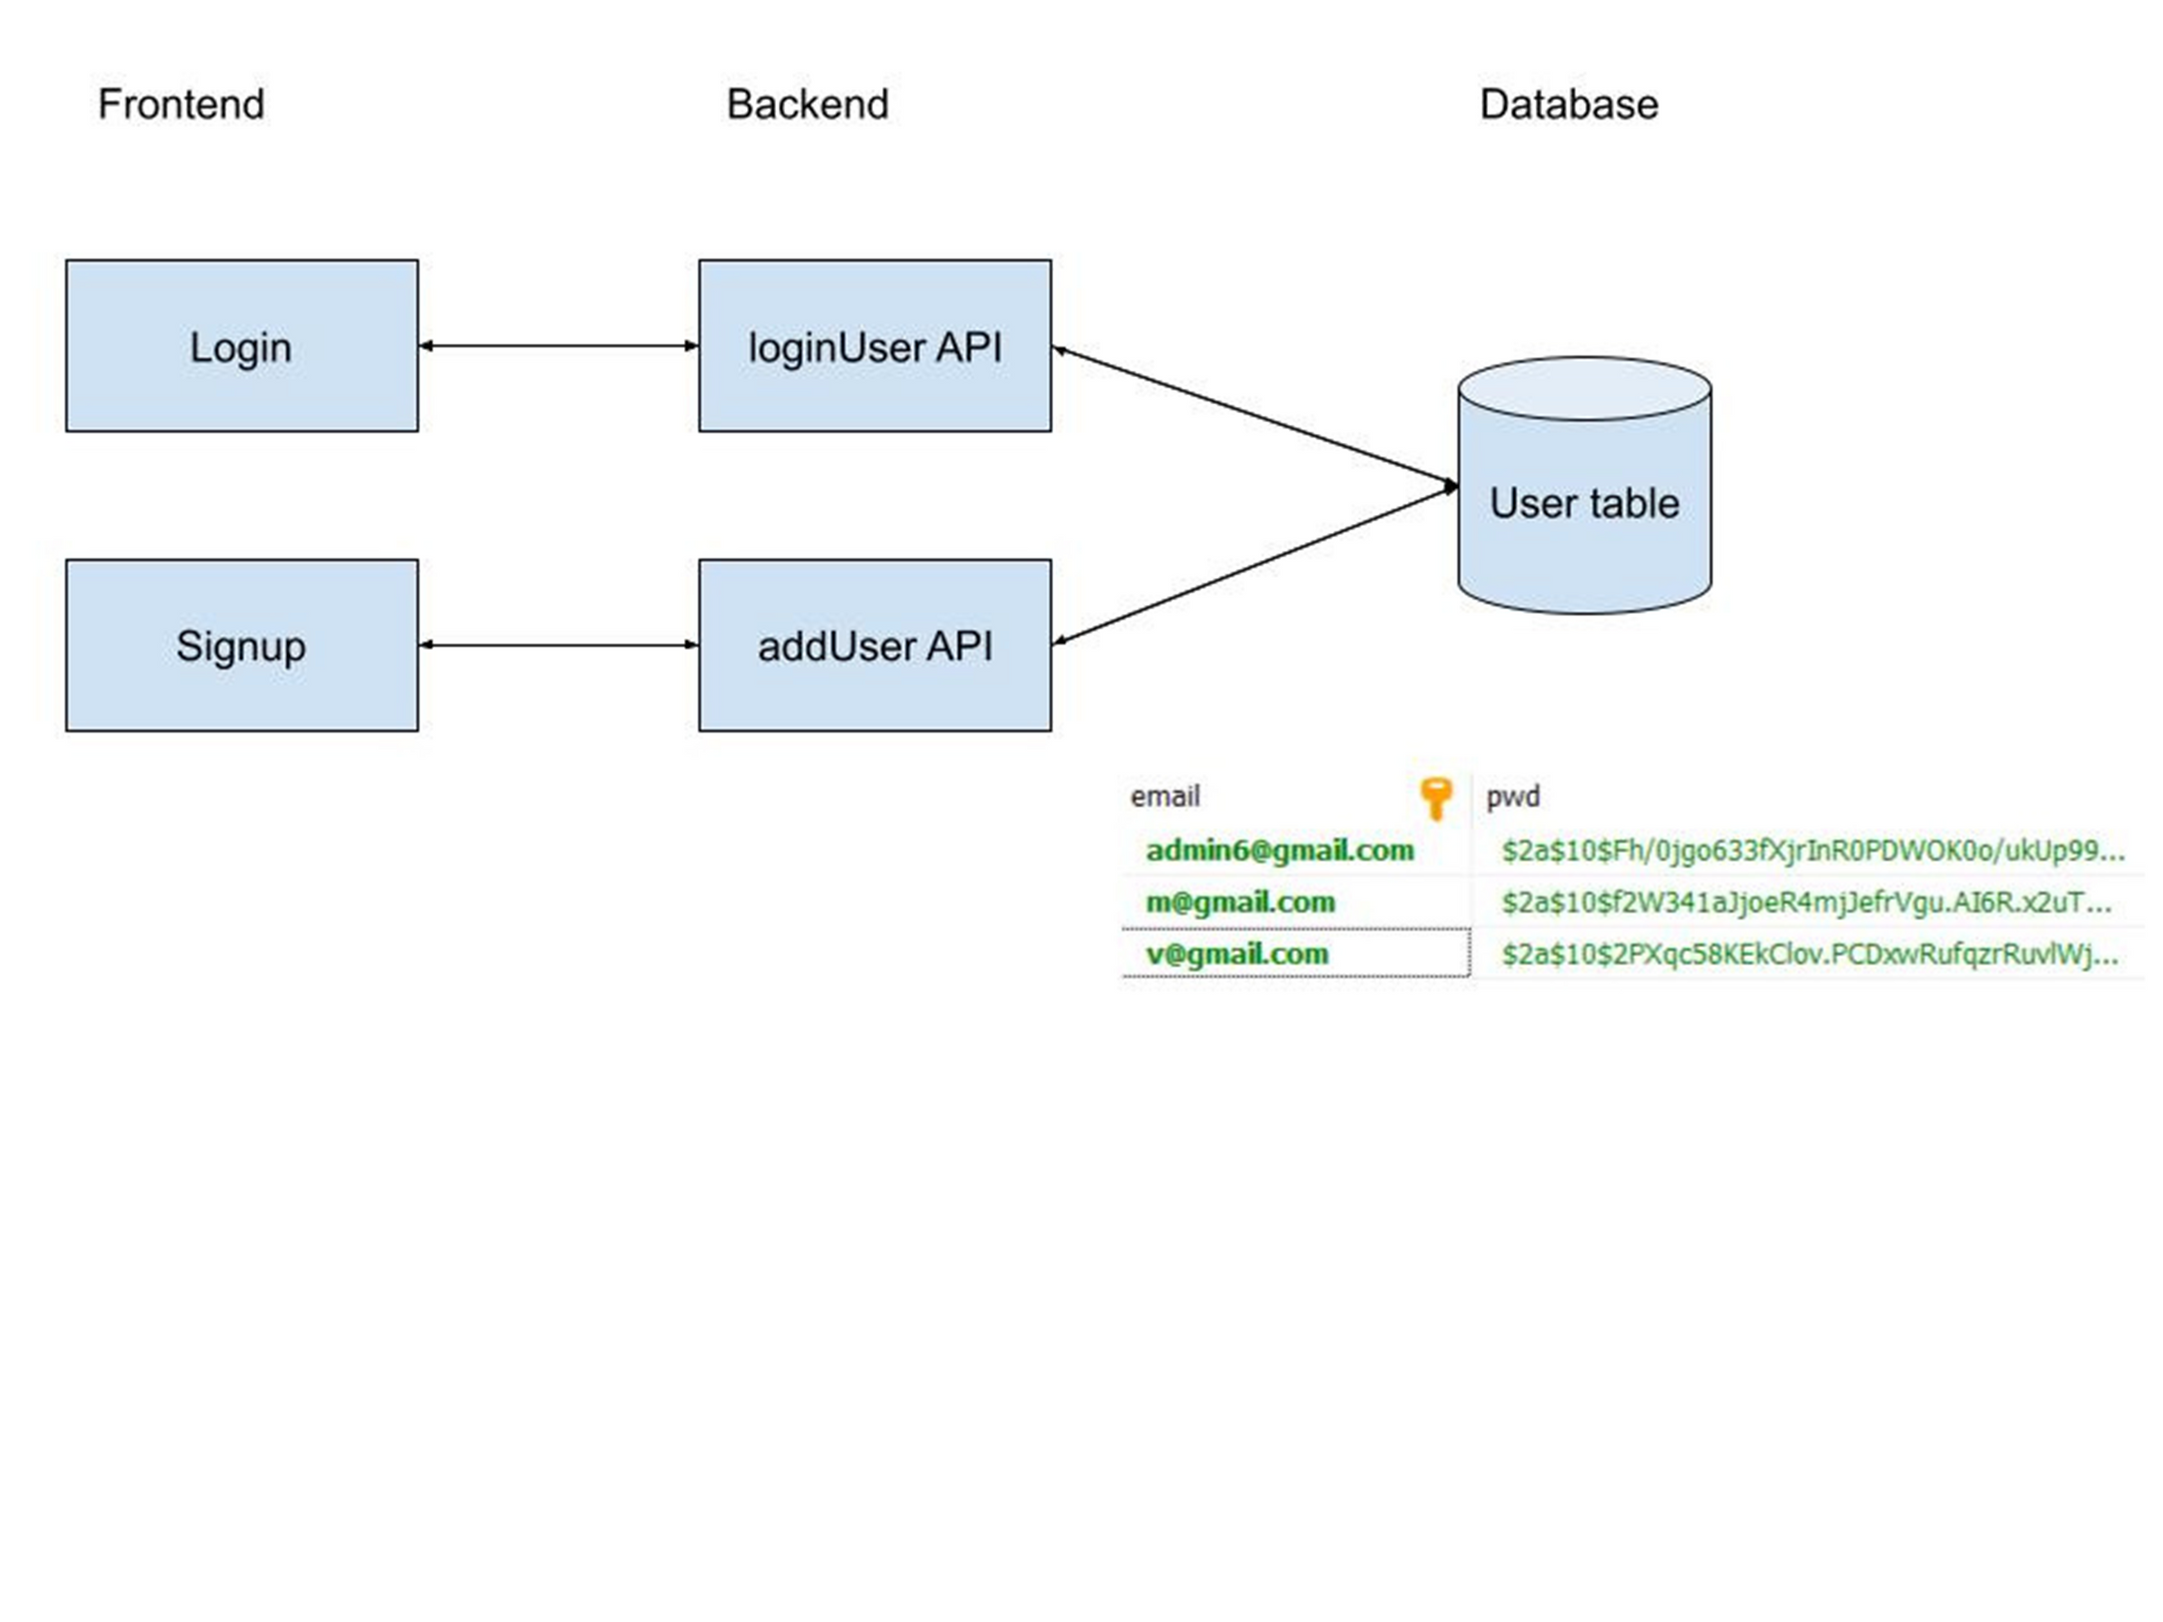 Frontend
Backend
Database
Login
loginUser API
User table
Signup
addUser API
email pwd
admin6@gmail.com $2a$10$Fh/0jgo633fXjrInR0PDWOK0o/ukUp99...
m@gmail.com $2a$10$f2W341aJjoeR4mjJefrVgu.AI6R.x2uT...
v@gmail.com $2a$10$2PXqc58KEkClov.PCDxwRufqzrRuvlWj...